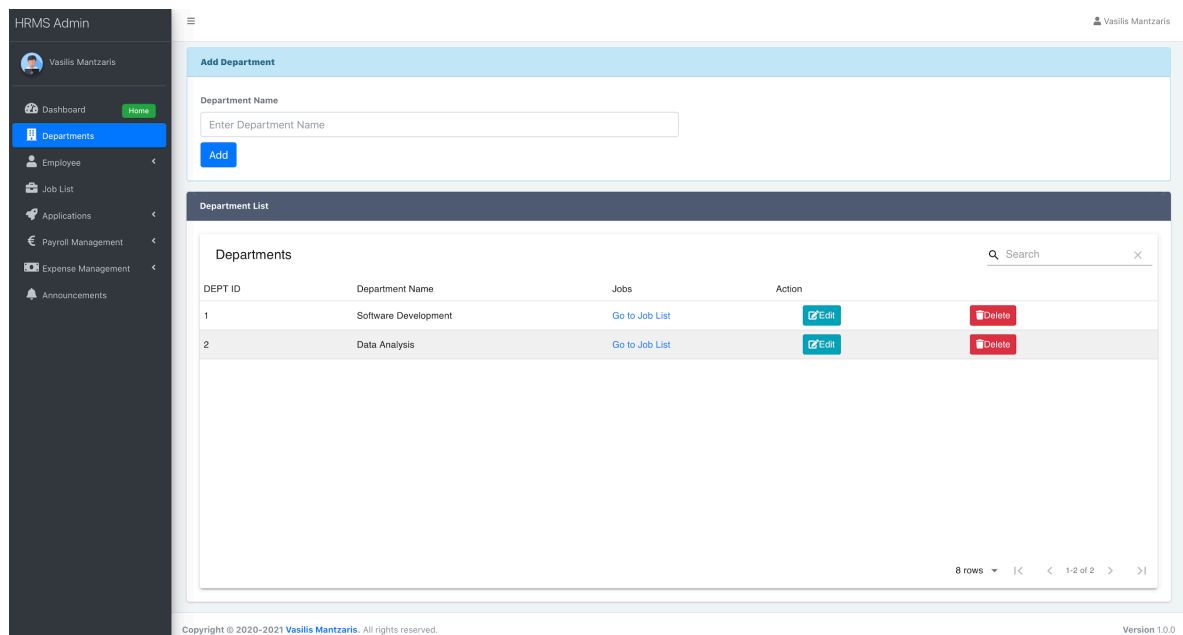 HRMS Admin
Vasilis Mantzaris
Vasilis Mantzaris
Dashboard Home
Departments
Employee
Job List
Applications
Payroll Management
Expense Management
Announcements
Add Department
Department Name
Enter Department Name
Add
Department List
Departments
Search
DEPT ID Department Name Jobs Action
1 Software Development Go to Job List Edit Delete
2 Data Analysis Go to Job List Edit Delete
8 rows 1-2 of 2
Copyright © 2020-2021 Vasilis Mantzaris. All rights reserved.
Version 1.0.0